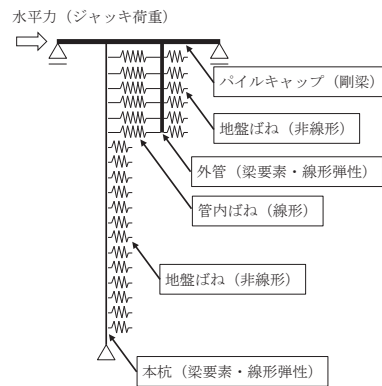 水平力（ジャッキ荷重）
パイルキャップ（剛梁）
地盤ばね（非線形）
外管（梁要素・線形弾性）
管内ばね（線形）
地盤ばね（非線形）
本杭（梁要素・線形弾性）